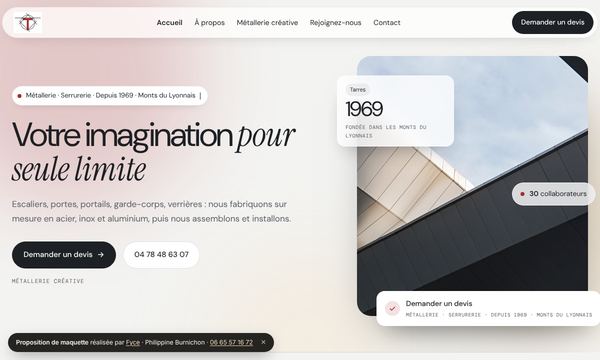 Accueil À propos Métallerie créative Rejoignez-nous Contact Demander un devis
Métallerie · Serrurerie · Depuis 1969 · Monts du Lyonnais
Votre imagination pour
seule limite
Escaliers, portes, portails, garde-corps, verrières : nous fabriquons sur
mesure en acier, inox et aluminium, puis nous assemblons et installons.
Demander un devis → 04 78 48 63 07
MÉTALLERIE CRÉATIVE
Tarres
1969
FONDÉE DANS LES MONTS DU
LYONNAIS
30 collaborateurs
Demander un devis
MÉTALLERIE · SERRURERIE · DEPUIS 1969 · MONTS DU LYONNAIS
Proposition de maquette réalisée par Fyce · Philippine Burnichon · 06 65 57 16 72 ×